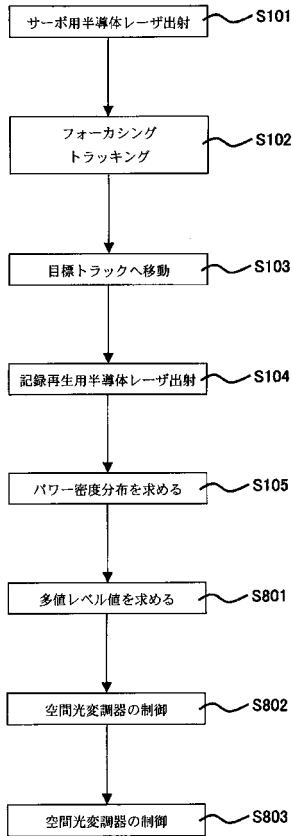 サーボ用半導体レーザ出射
S101
フォーカシング
トラッキング
S102
目標トラックへ移動
S103
記録再生用半導体レーザ出射
S104
パワー密度分布を求める
S105
多値レベル値を求める
S801
空間光変調器の制御
S802
空間光変調器の制御
S803